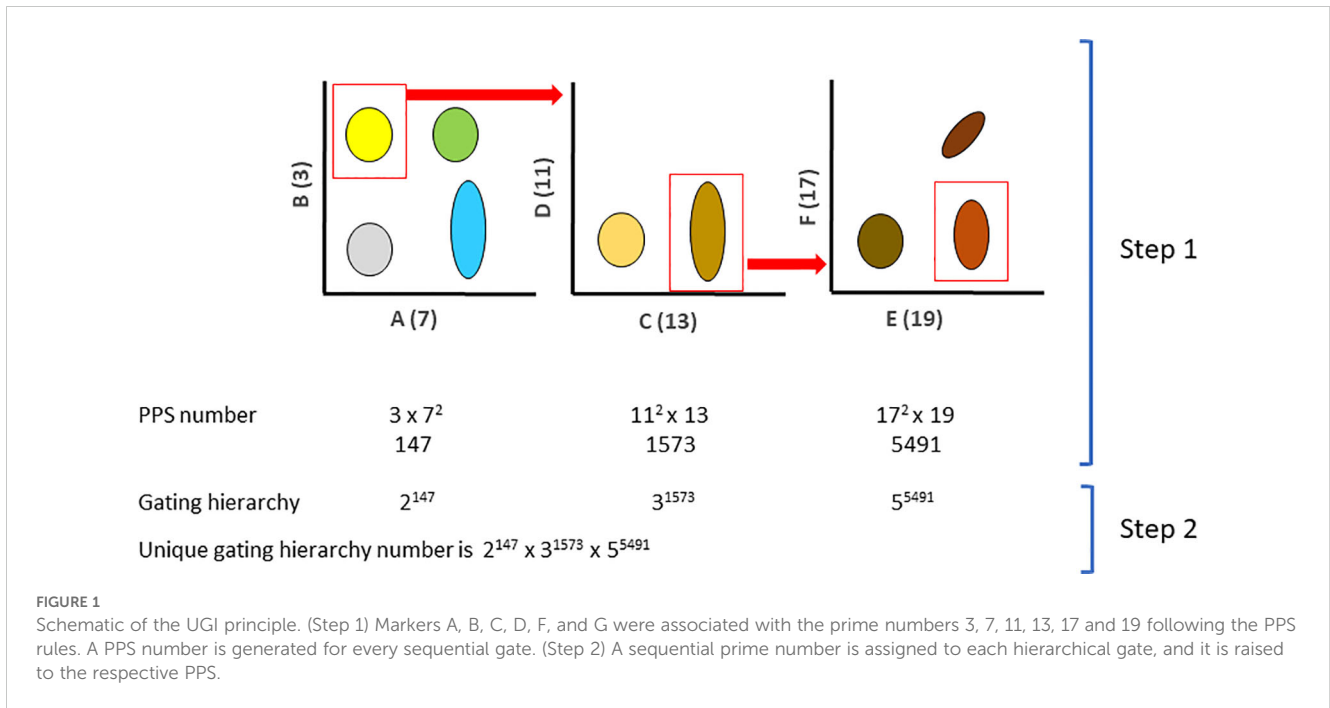 B (3)
A (7)
D (11)
C (13)
F (17)
E (19)
Step 1
PPS number
3 x 7²
11² x 13
17² x 19
147
1573
5491
Gating hierarchy
2¹⁴⁷
3¹⁵⁷³
5⁵⁴⁹¹
Step 2
Unique gating hierarchy number is 2¹⁴⁷ x 3¹⁵⁷³ x 5⁵⁴⁹¹
FIGURE 1
Schematic of the UGI principle. (Step 1) Markers A, B, C, D, F, and G were associated with the prime numbers 3, 7, 11, 13, 17 and 19 following the PPS
rules. A PPS number is generated for every sequential gate. (Step 2) A sequential prime number is assigned to each hierarchical gate, and it is raised
to the respective PPS.